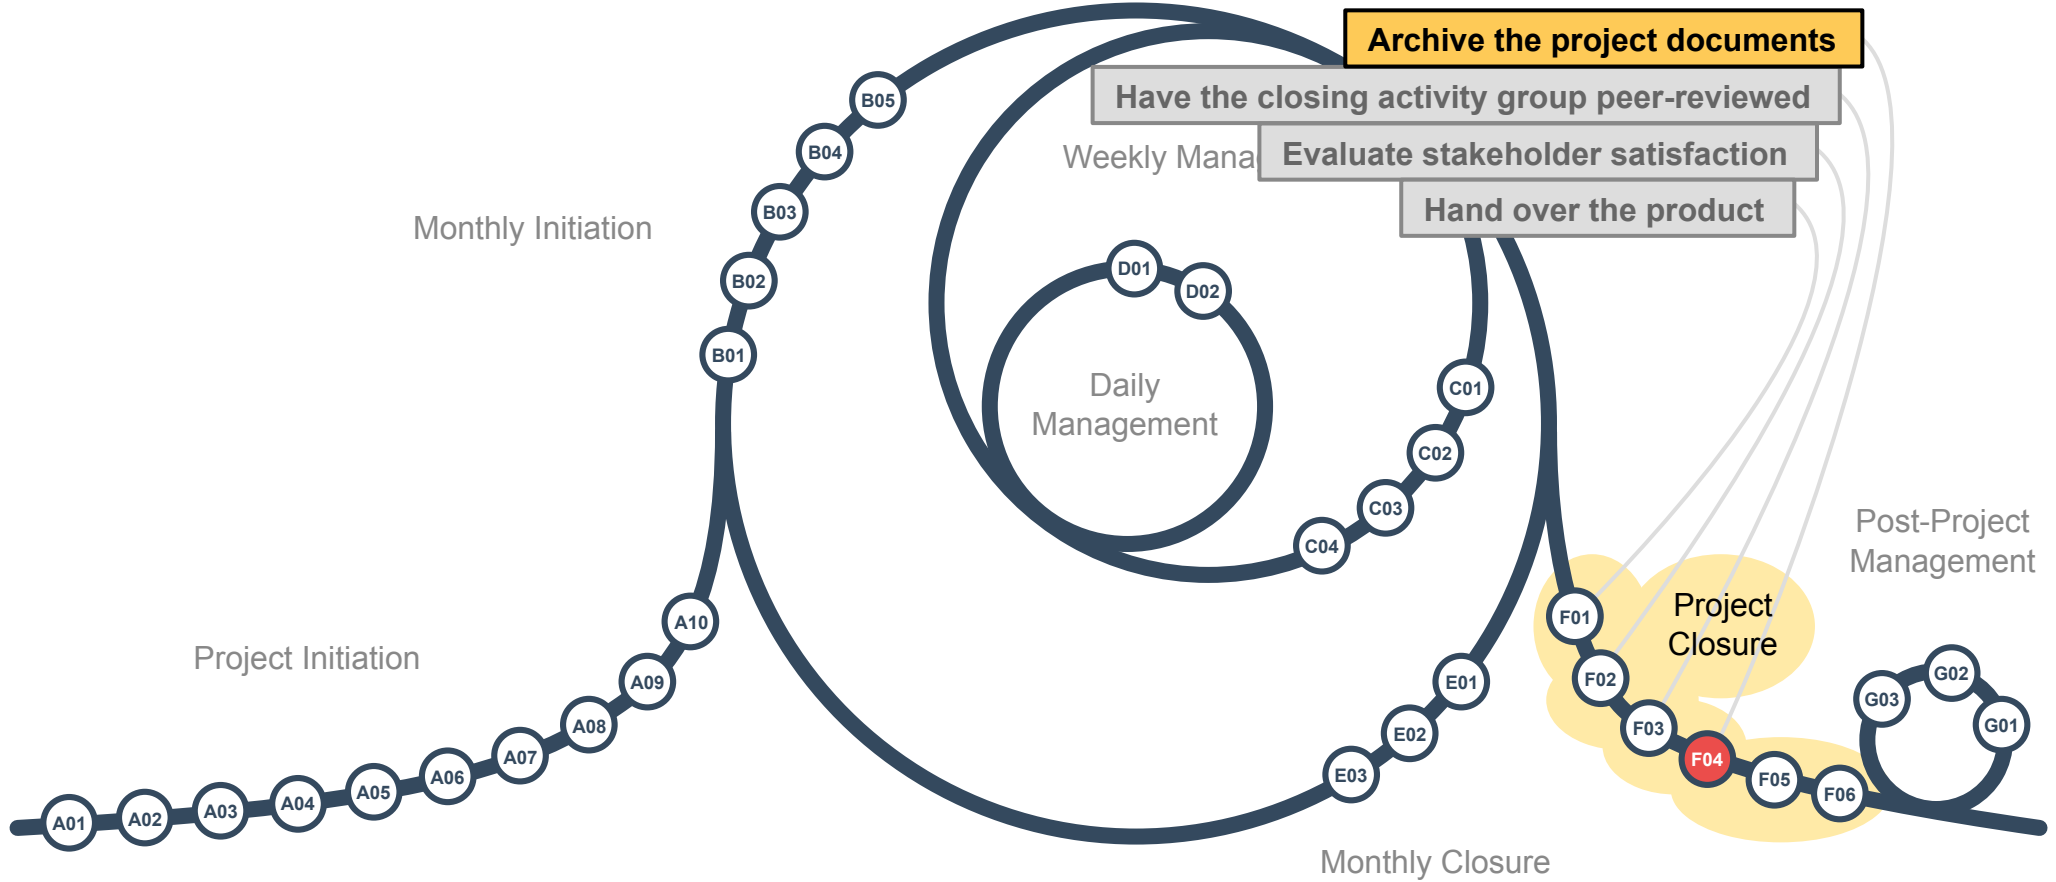 Archive the project documents
Have the closing activity group peer-reviewed
Weekly Mana
Evaluate stakeholder satisfaction
Hand over the product
Monthly Initiation
B05
B04
B03
B02
B01
D01
D02
Daily
Management
C01
C02
C03
C04
Post-Project
Management
Project
Closure
Project Initiation
A01
A02
A03
A04
A05
A06
A07
A08
A09
A10
E01
E02
E03
Monthly Closure
F01
F02
F03
F04
F05
F06
G03
G02
G01